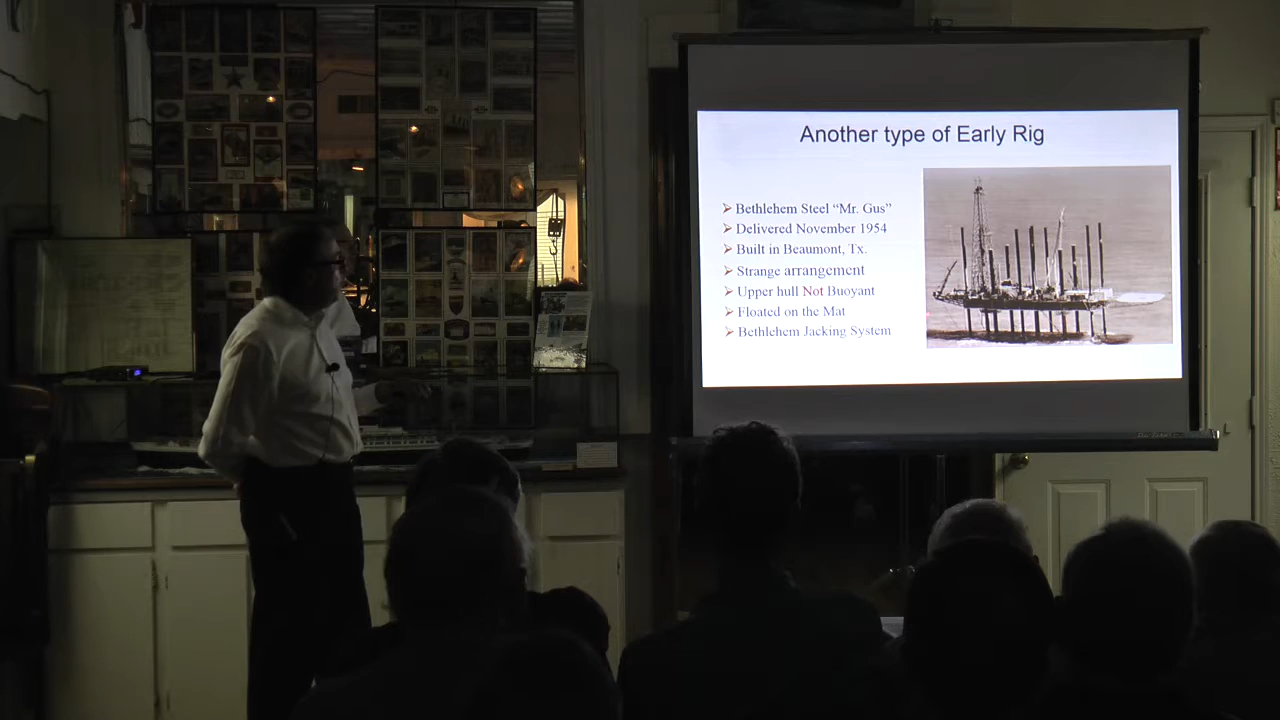 Another type of Early Rig
➢ Bethlehem Steel “Mr. Gus”
➢ Delivered November 1954
➢ Built in Beaumont, Tx.
➢ Strange arrangement
➢ Upper hull Not Buoyant
➢ Floated on the Mat
➢ Bethlehem Jacking System